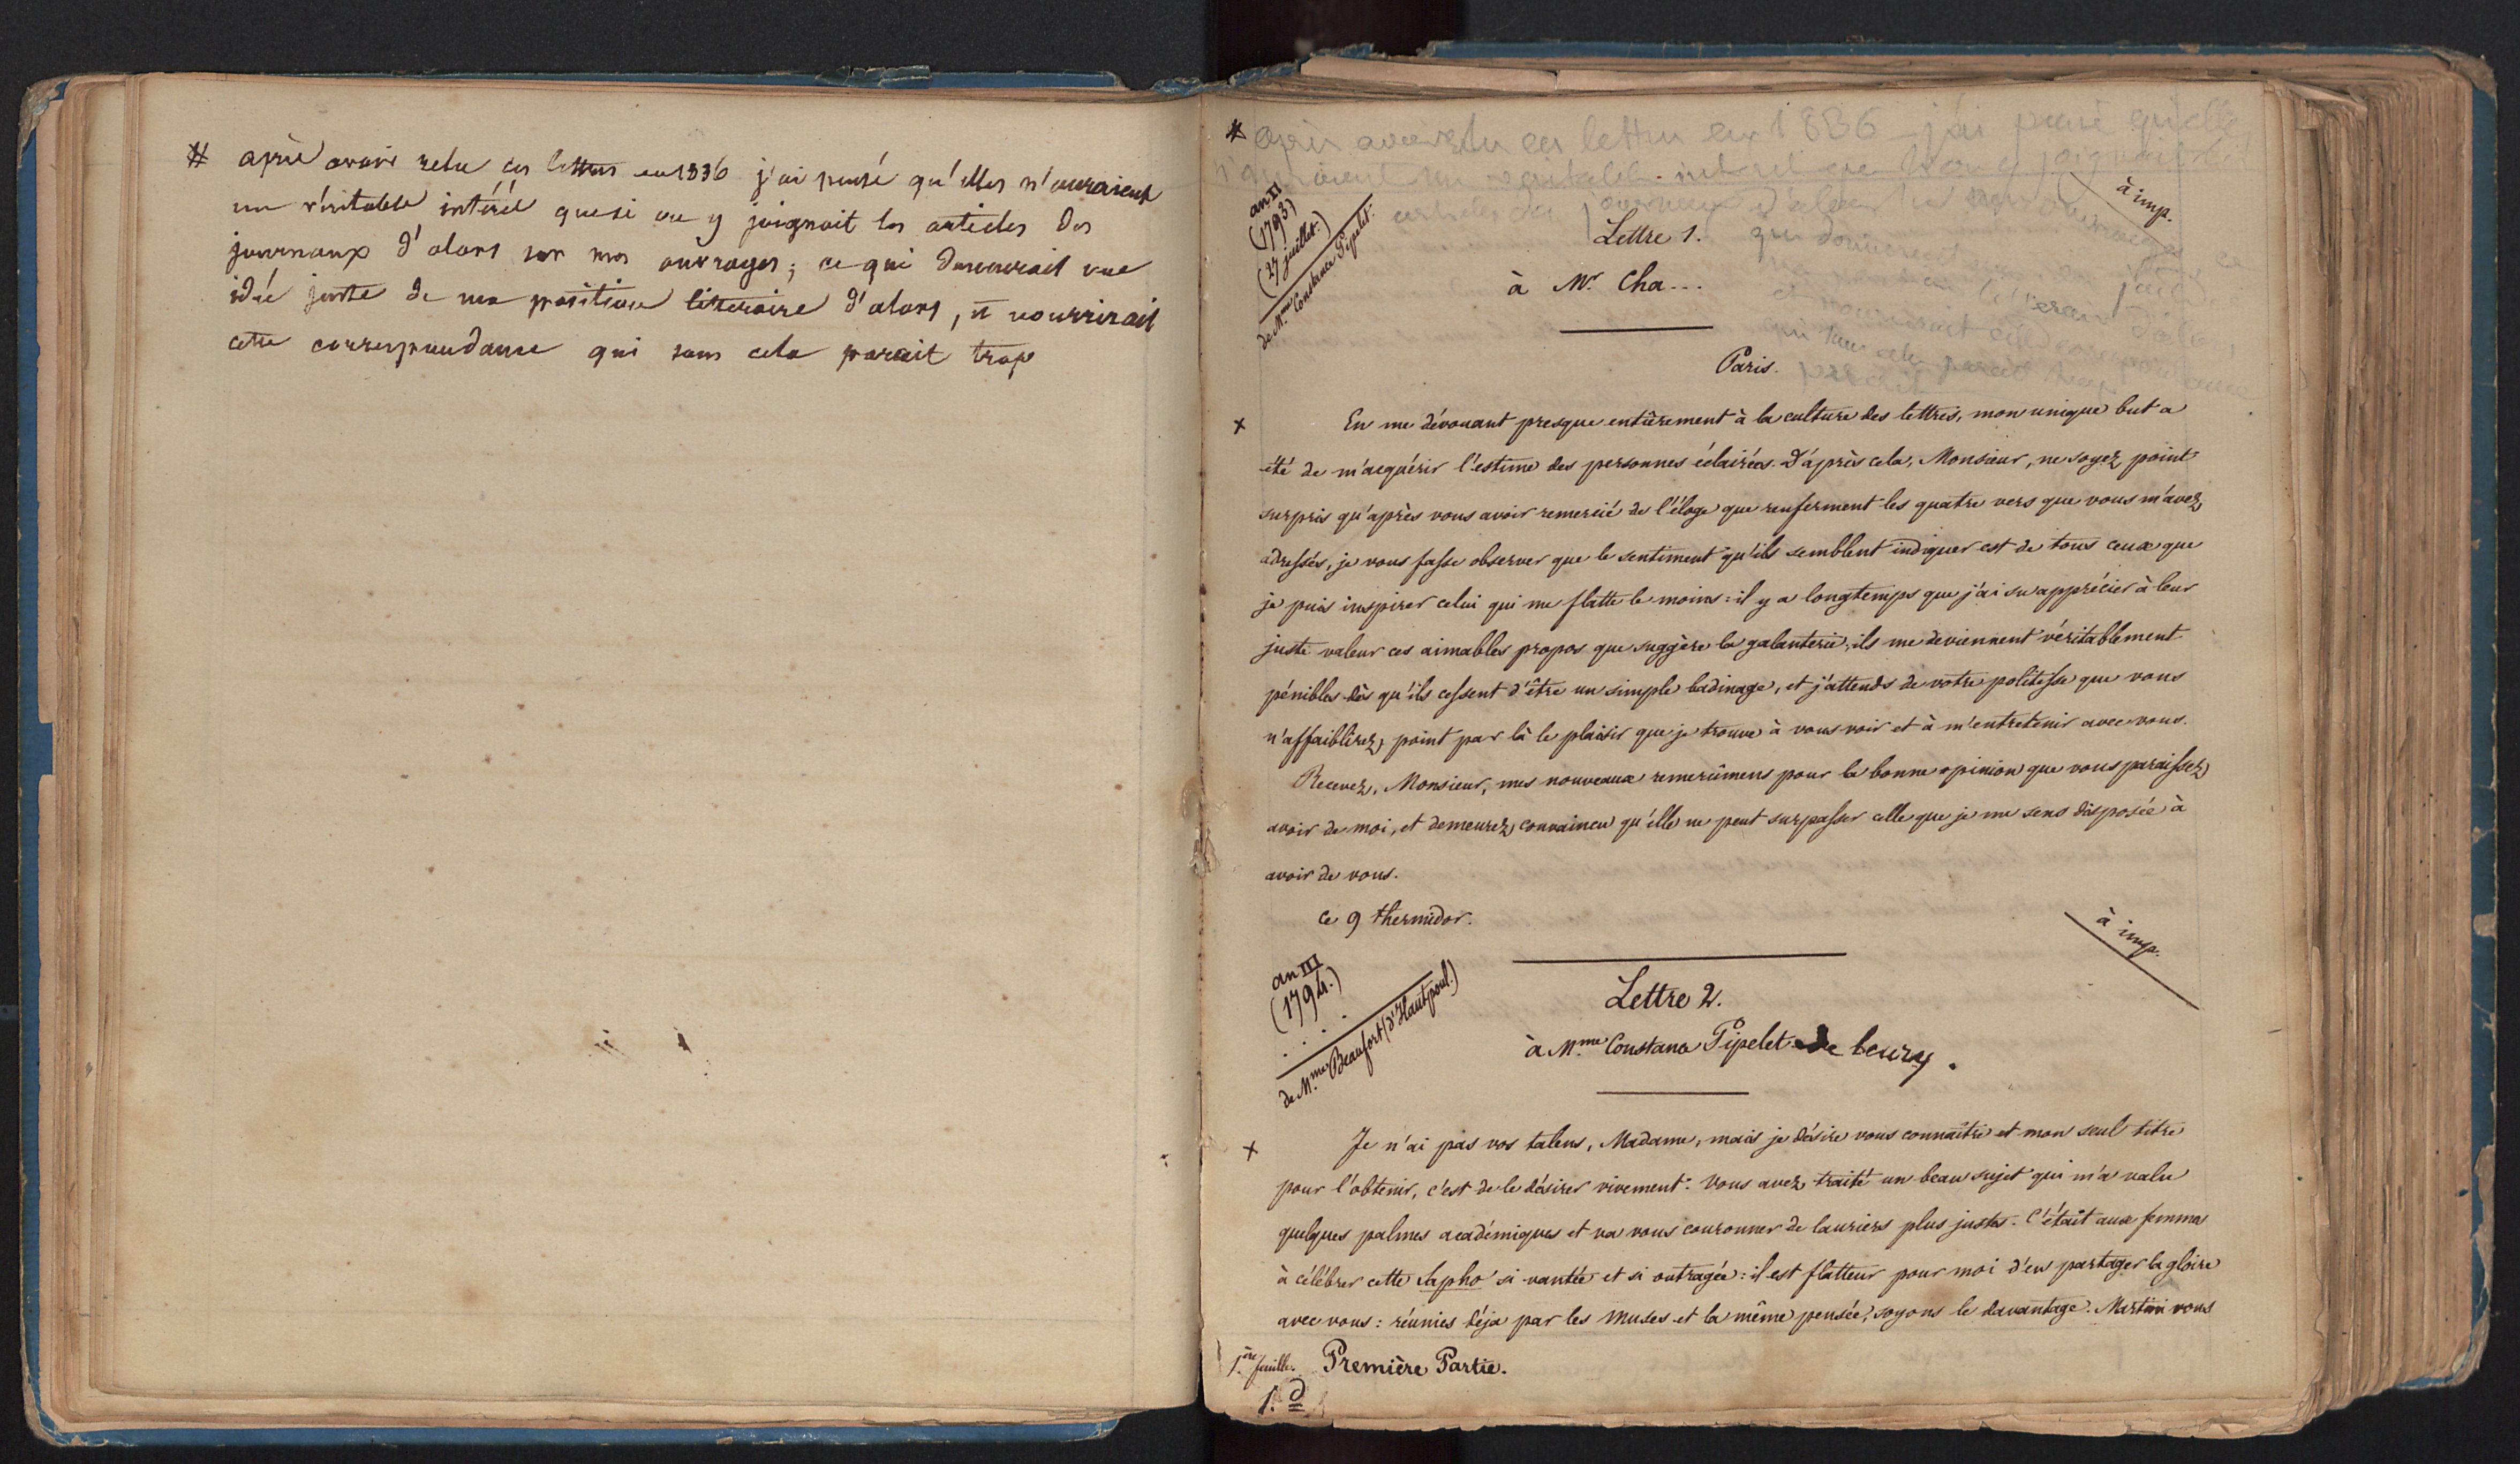 # après avoir relu ces lettres en 1836 j'ai pensé qu'elles n'auraient
un véritable intérêt que si on y joignait les articles des
journaux d'alors sur mos ouvrages ; ce qui donnerait une
idée juste de ma position litteraire d'alors, et nourrirait
cette correspondance qui sans cela parait trop
# après avoir relu ces lettres en 1836 j'ai pensé qu'elles
n'auraient un véritable interet que si on y joignait les
articles des journaux d'alors sur mes ouvrages ce
qui donnerait
litteraire d'alors
et nourrirait cette correspondance
qui sans cela parait trop
an II
(1793)
(27 juillet.)
de Mme Constance Pipelet.
à imp.
Lettre 1.
à Mr. Cha...
Paris.
x En me dévouant presque entièrement à la culture des lettres, mon unique but a
été de m'acquérir l'estime des personnes éclairées. D'après cela, Monsieur, ne soyez point
surpris qu'après vous avoir remercié de l'éloge que renferment les quatre vers que vous m'avez
adressés, je vous fasse observer que le sentiment qu'ils semblent indiquer est de tous ceux que
je puis inspirer celui qui me flatte le moins : il y a longtemps que j'ai su apprécier à leur
juste valeur ces aimables propos que suggère la galanterie ; ils me deviennent véritablement
pénibles dès qu'ils cessent d'être un simple badinage, et j'attends de votre politesse que vous
n'affaiblirez point par là le plaisir que je trouve à vous voir et à m'entretenir avec vous.
Recevez, Monsieur, mes nouveaux remercîmens pour la bonne opinion que vous paraissez
avoir de moi, et demeurez convaincu qu'elle ne peut surpasser celle que je me sens disposée à
avoir de vous.
Ce 9 thermidor.
an III
(1794.)
. . .
de Mme Beaufort (d'Hautpoul.)
à imp.
Lettre 2.
à Mme Constance Pipelet de leury.
x Je n'ai pas vos talens, Madame, mais je désire vous connaître et mon seul titre
pour l'obtenir, c'est de le désirer vivement. Vous avez traité un beau sujet qui m'a valu
quelques palmes académiques et va vous couronner de lauriers plus justes. C'était aux femmes
à célébrer cette Sapho si vantée et si outragée : il est flatteur pour moi d'en partager la gloire
avec vous : réunies déja par les Muses et la même pensée, soyons le davantage. Martini vous
1.ère feuille. Première Partie.
1. d